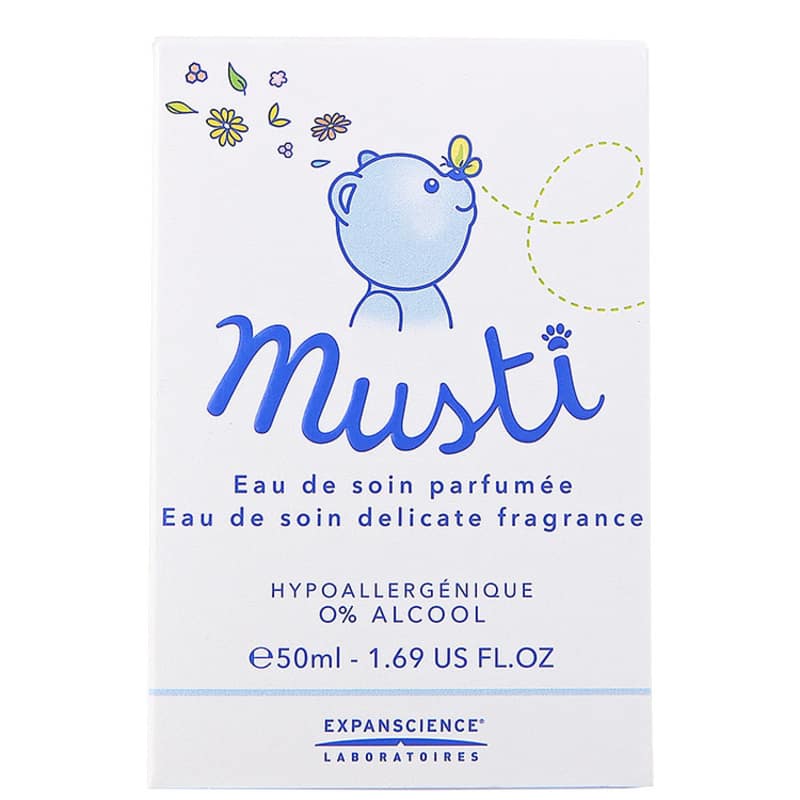 musti
Eau de soin parfumée
Eau de soin delicate fragrance
HYPOALLERGÉNIQUE
0% ALCOOL
℮50ml - 1.69 US FL.OZ
EXPANSCIENCE®
LABORATOIRES